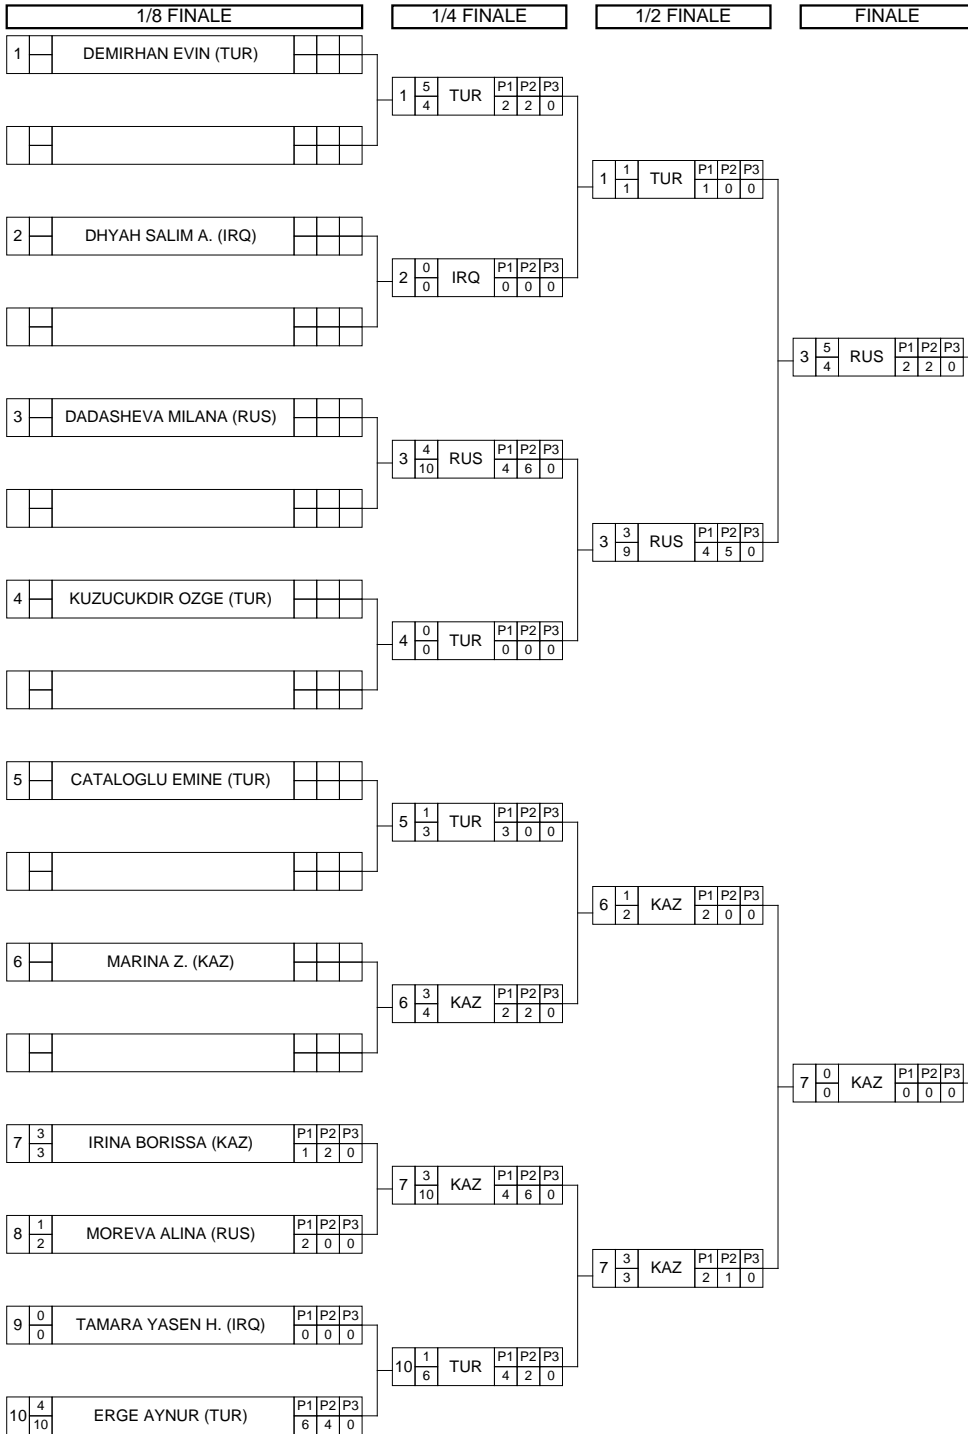 1/8 FINALE 1/4 FINALE 1/2 FINALE FINALE
1 DEMIRHAN EVIN (TUR)
1 5 4 TUR P1 P2 P3 2 2 0
1 1 1 TUR P1 P2 P3 1 0 0
2 DHYAH SALIM A. (IRQ)
2 0 0 IRQ P1 P2 P3 0 0 0
3 5 4 RUS P1 P2 P3 2 2 0
3 DADASHEVA MILANA (RUS)
3 4 10 RUS P1 P2 P3 4 6 0
3 3 9 RUS P1 P2 P3 4 5 0
4 KUZUCUKDIR OZGE (TUR)
4 0 0 TUR P1 P2 P3 0 0 0
5 CATALOGLU EMINE (TUR)
5 1 3 TUR P1 P2 P3 3 0 0
6 1 2 KAZ P1 P2 P3 2 0 0
6 MARINA Z. (KAZ)
6 3 4 KAZ P1 P2 P3 2 2 0
7 0 0 KAZ P1 P2 P3 0 0 0
7 3 3 IRINA BORISSA (KAZ) P1 P2 P3 1 2 0
7 3 10 KAZ P1 P2 P3 4 6 0
8 1 2 MOREVA ALINA (RUS) P1 P2 P3 2 0 0
7 3 3 KAZ P1 P2 P3 2 1 0
9 0 0 TAMARA YASEN H. (IRQ) P1 P2 P3 0 0 0
10 1 6 TUR P1 P2 P3 4 2 0
10 4 10 ERGE AYNUR (TUR) P1 P2 P3 6 4 0